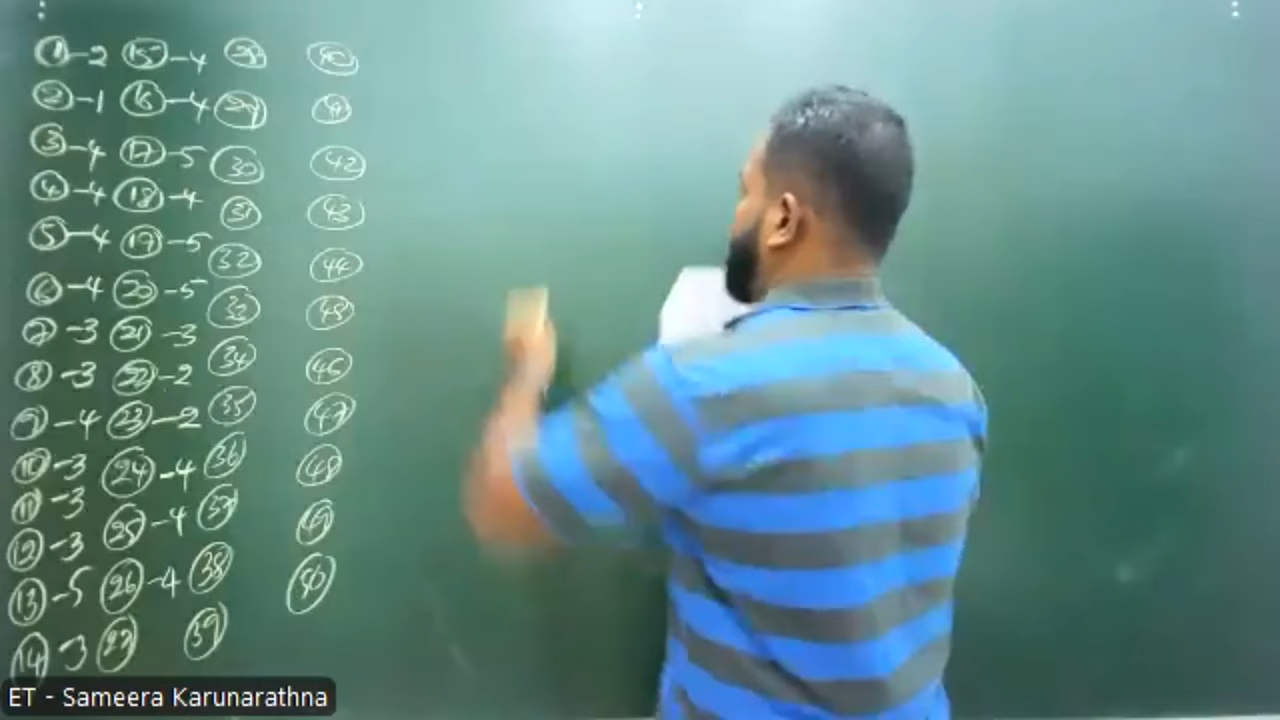 ① - 2 ⑮ - 4 ㉘ ㊵
② - 1 ⑯ - 4 ㉙ ㊶
③ - 4 ⑰ - 5 ㉚ ㊷
④ - 4 ⑱ - 4 ㉛ ㊸
⑤ - 4 ⑲ - 5 ㉜ ㊹
⑥ - 4 ⑳ - 5 ㉝ ㊺
⑦ - 3 ㉑ - 3 ㉞ ㊻
⑧ - 3 ㉒ - 2 ㉟ ㊼
⑨ - 4 ㉓ - 2 ㊱ ㊽
⑩ - 3 ㉔ - 4 ㊲ ㊾
⑪ - 3 ㉕ - 4 ㊳ ㊿
⑫ - 3 ㉖ - 4 ㊴
⑬ - 5 ㉗
⑭ - 3
ET - Sameera Karunarathna